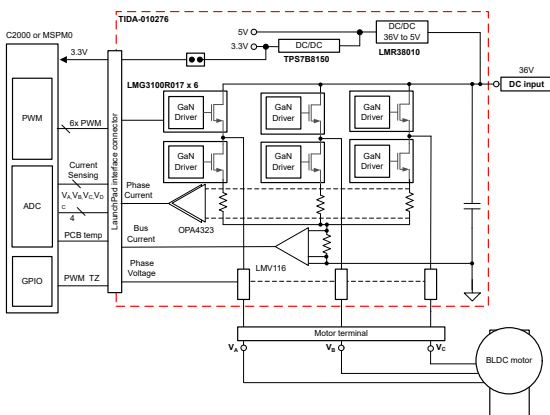 TIDA-010276
C2000 or MSPM0
5V
3.3V
DC/DC
36V to 5V
LMR38010
DC/DC
TPS7B8150
3.3V
36V
DC input
LMG3100R017 x 6
GaN
Driver
GaN
Driver
GaN
Driver
GaN
Driver
GaN
Driver
GaN
Driver
PWM
6x PWM
LaunchPad interface connector
Current
Sensing
VA,VB,VC,VD
C
4
ADC
PCB temp
GPIO
PWM TZ
Phase
Current
OPA4323
Bus
Current
LMV116
Phase
Voltage
Motor terminal
VA
VB
VC
BLDC motor